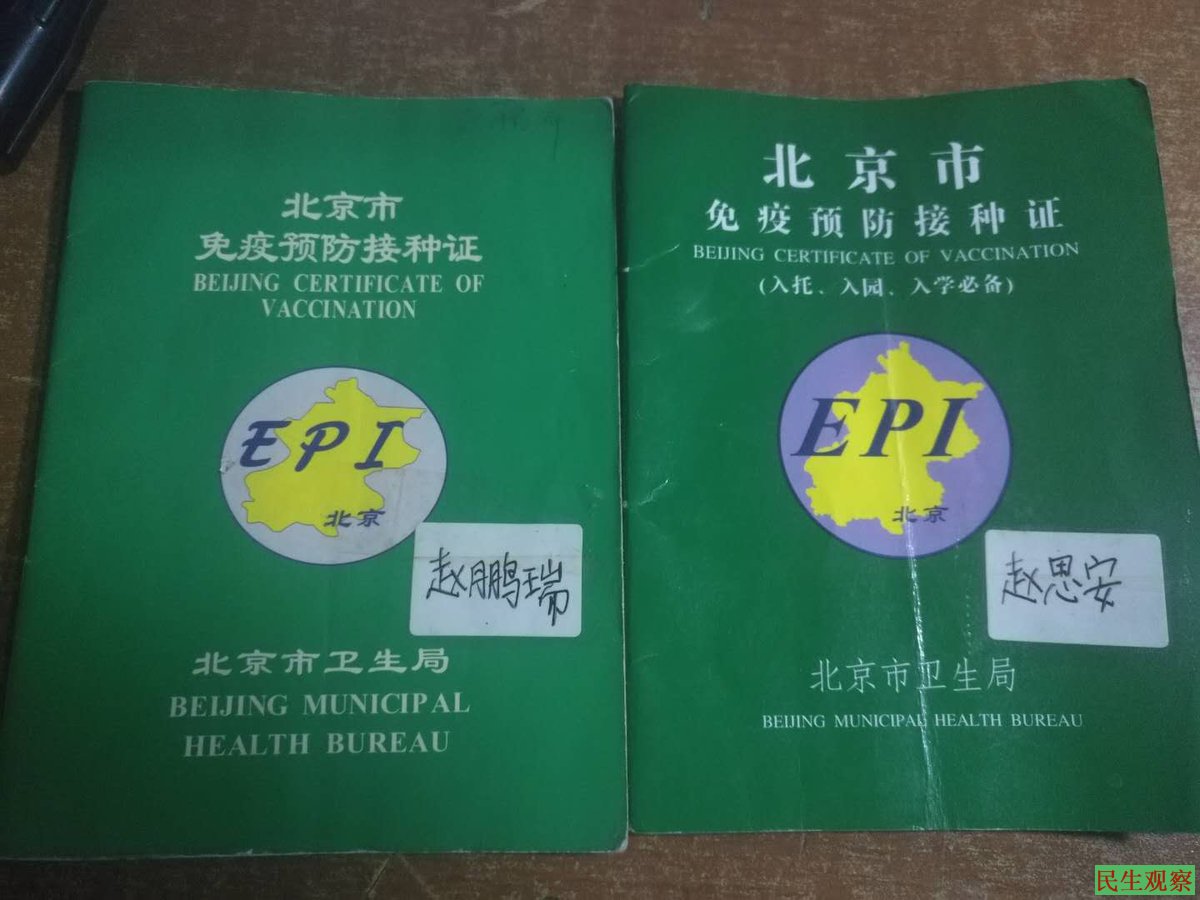 北京市
免疫预防接种证
BEIJING CERTIFICATE OF
VACCINATION
EPI
北京
赵鹏瑞
北京市卫生局
BEIJING MUNICIPAL
HEALTH BUREAU
北京市
免疫预防接种证
BEIJING CERTIFICATE OF VACCINATION
(入托、入园、入学必备)
EPI
北京
赵思安
北京市卫生局
BEIJING MUNICIPAL HEALTH BUREAU
民生观察